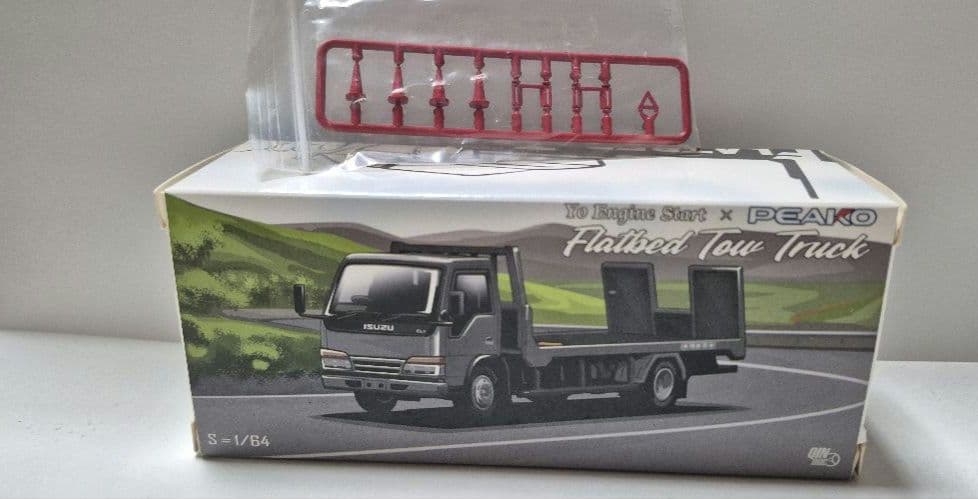 Yo Engine Start x PEAKO
Flatbed Tow Truck
ISUZU
S=1/64